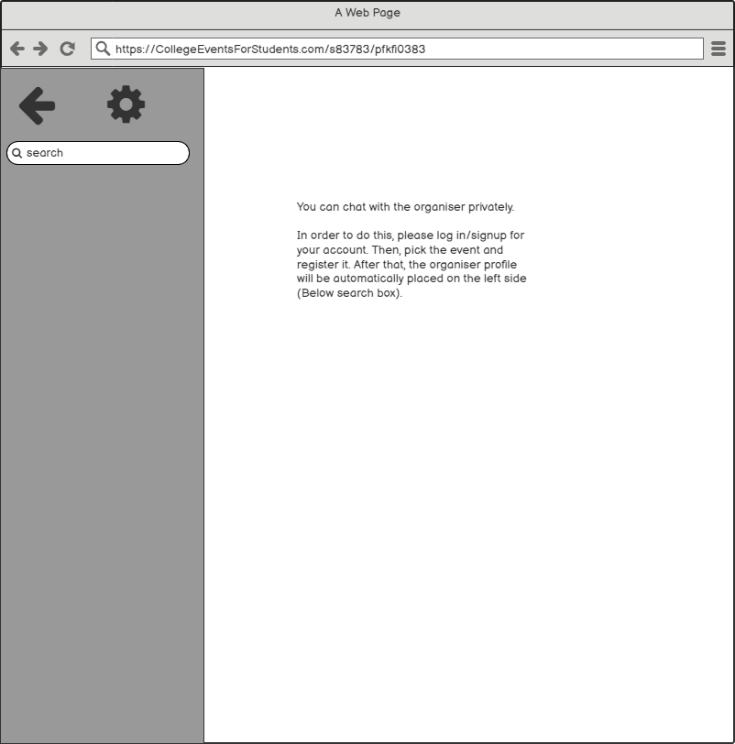 A Web Page
https://CollegeEventsForStudents.com/s83783/pfkfi0383
search
You can chat with the organiser privately.
In order to do this, please log in/signup for
your account. Then, pick the event and
register it. After that, the organiser profile
will be automatically placed on the left side
(Below search box).